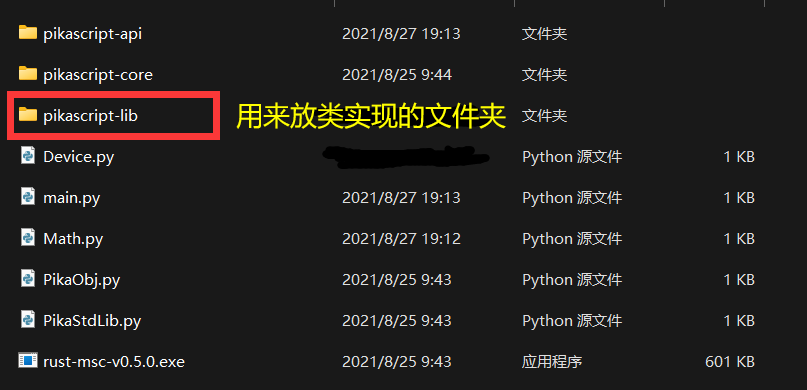 pikascript-api 2021/8/27 19:13 文件夹
pikascript-core 2021/8/25 9:44 文件夹
pikascript-lib 用来放类实现的文件夹 文件夹
Device.py Python 源文件 1 KB
main.py 2021/8/27 19:13 Python 源文件 1 KB
Math.py 2021/8/27 19:12 Python 源文件 1 KB
PikaObj.py 2021/8/25 9:43 Python 源文件 1 KB
PikaStdLib.py 2021/8/25 9:43 Python 源文件 1 KB
rust-msc-v0.5.0.exe 2021/8/25 9:43 应用程序 601 KB